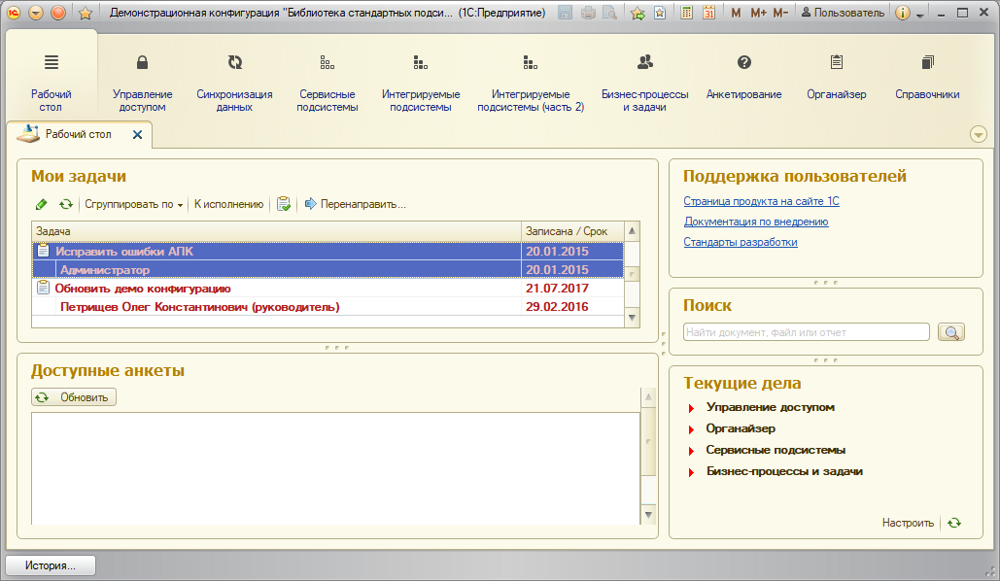 Демонстрационная конфигурация "Библиотека стандартных подси... (1С:Предприятие)
M M+ M-
Пользователь
Рабочий
стол
Управление
доступом
Синхронизация
данных
Сервисные
подсистемы
Интегрируемые
подсистемы
Интегрируемые
подсистемы (часть 2)
Бизнес-процессы
и задачи
Анкетирование
Органайзер
Справочники
Рабочий стол
Мои задачи
Сгруппировать по
К исполнению
Перенаправить...
Задача Записана / Срок
Исправить ошибки АПК 20.01.2015
Администратор 20.01.2015
Обновить демо конфигурацию 21.07.2017
Петрищев Олег Константинович (руководитель) 29.02.2016
Доступные анкеты
Обновить
Поддержка пользователей
Страница продукта на сайте 1С
Документация по внедрению
Стандарты разработки
Поиск
Найти документ, файл или отчет
Текущие дела
Управление доступом
Органайзер
Сервисные подсистемы
Бизнес-процессы и задачи
Настроить
История...